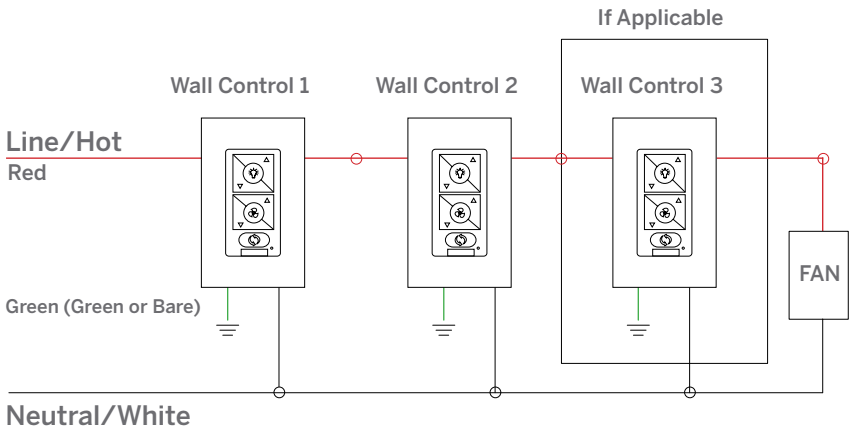 If Applicable
Wall Control 1
Wall Control 2
Wall Control 3
Line/Hot
Red
FAN
Green (Green or Bare)
Neutral/White